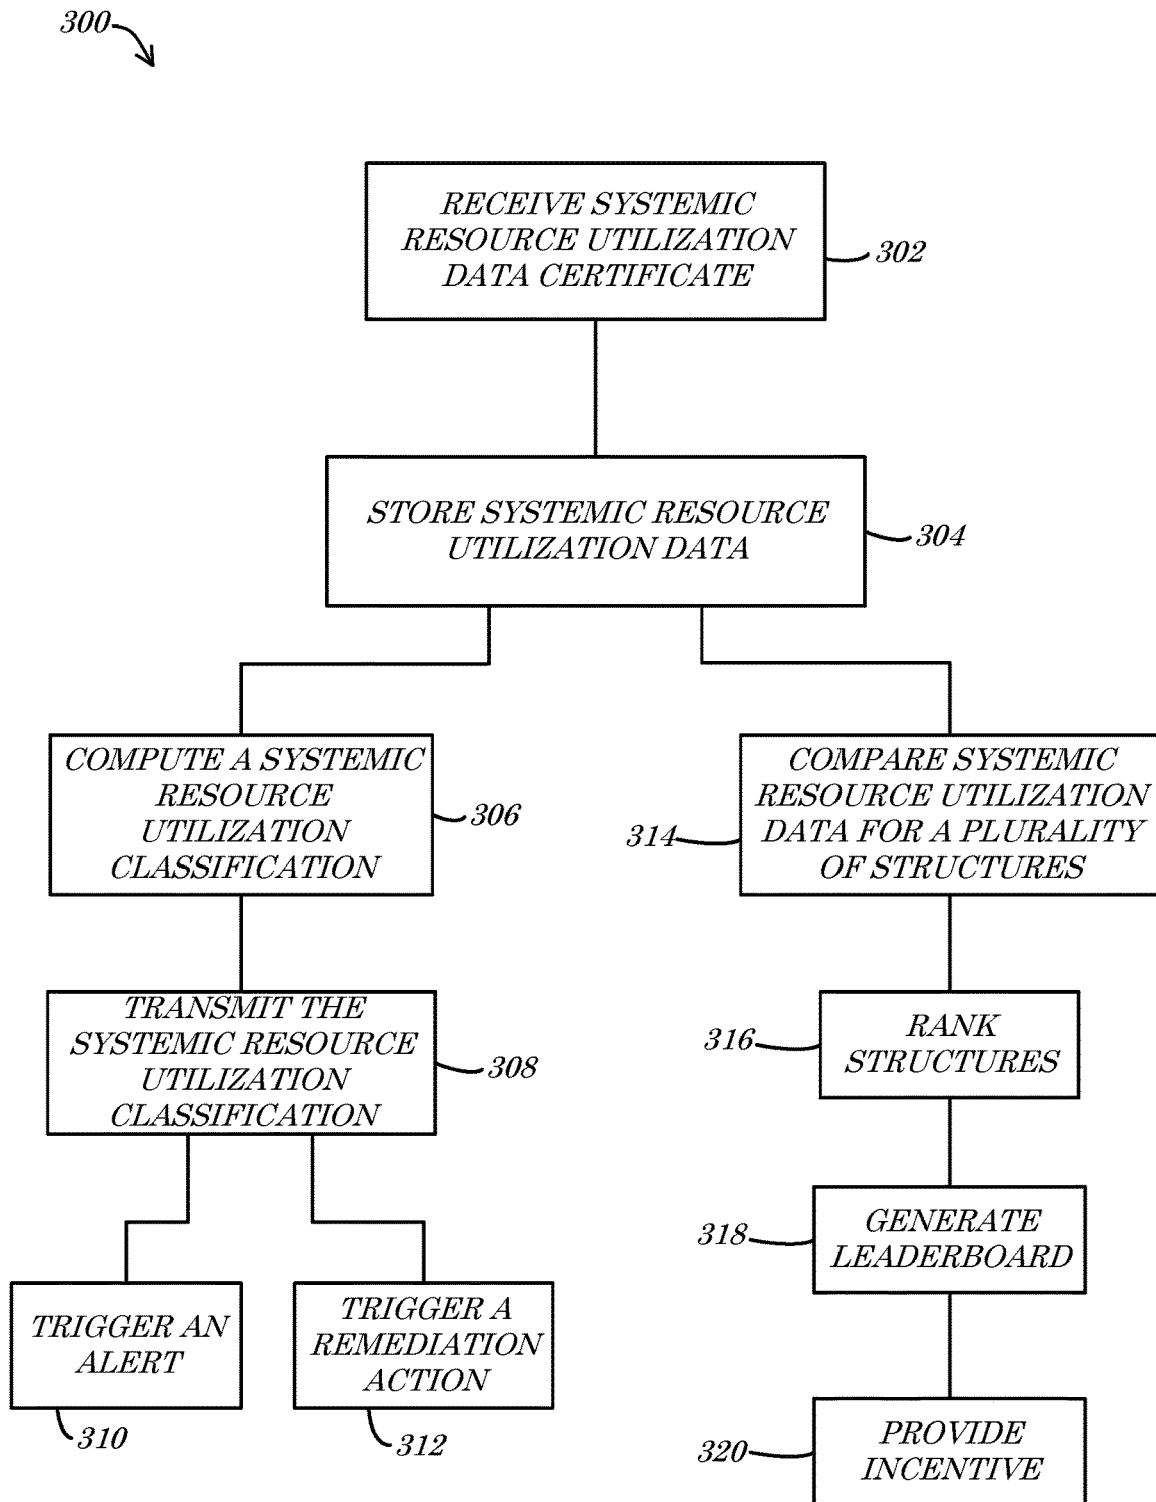 300
RECEIVE SYSTEMIC
RESOURCE UTILIZATION
DATA CERTIFICATE
302
STORE SYSTEMIC RESOURCE
UTILIZATION DATA
304
COMPUTE A SYSTEMIC
RESOURCE
UTILIZATION
CLASSIFICATION
306
COMPARE SYSTEMIC
RESOURCE UTILIZATION
DATA FOR A PLURALITY
OF STRUCTURES
314
TRANSMIT THE
SYSTEMIC RESOURCE
UTILIZATION
CLASSIFICATION
308
RANK
STRUCTURES
316
GENERATE
LEADERBOARD
318
TRIGGER AN
ALERT
310
TRIGGER A
REMEDIATION
ACTION
312
PROVIDE
INCENTIVE
320